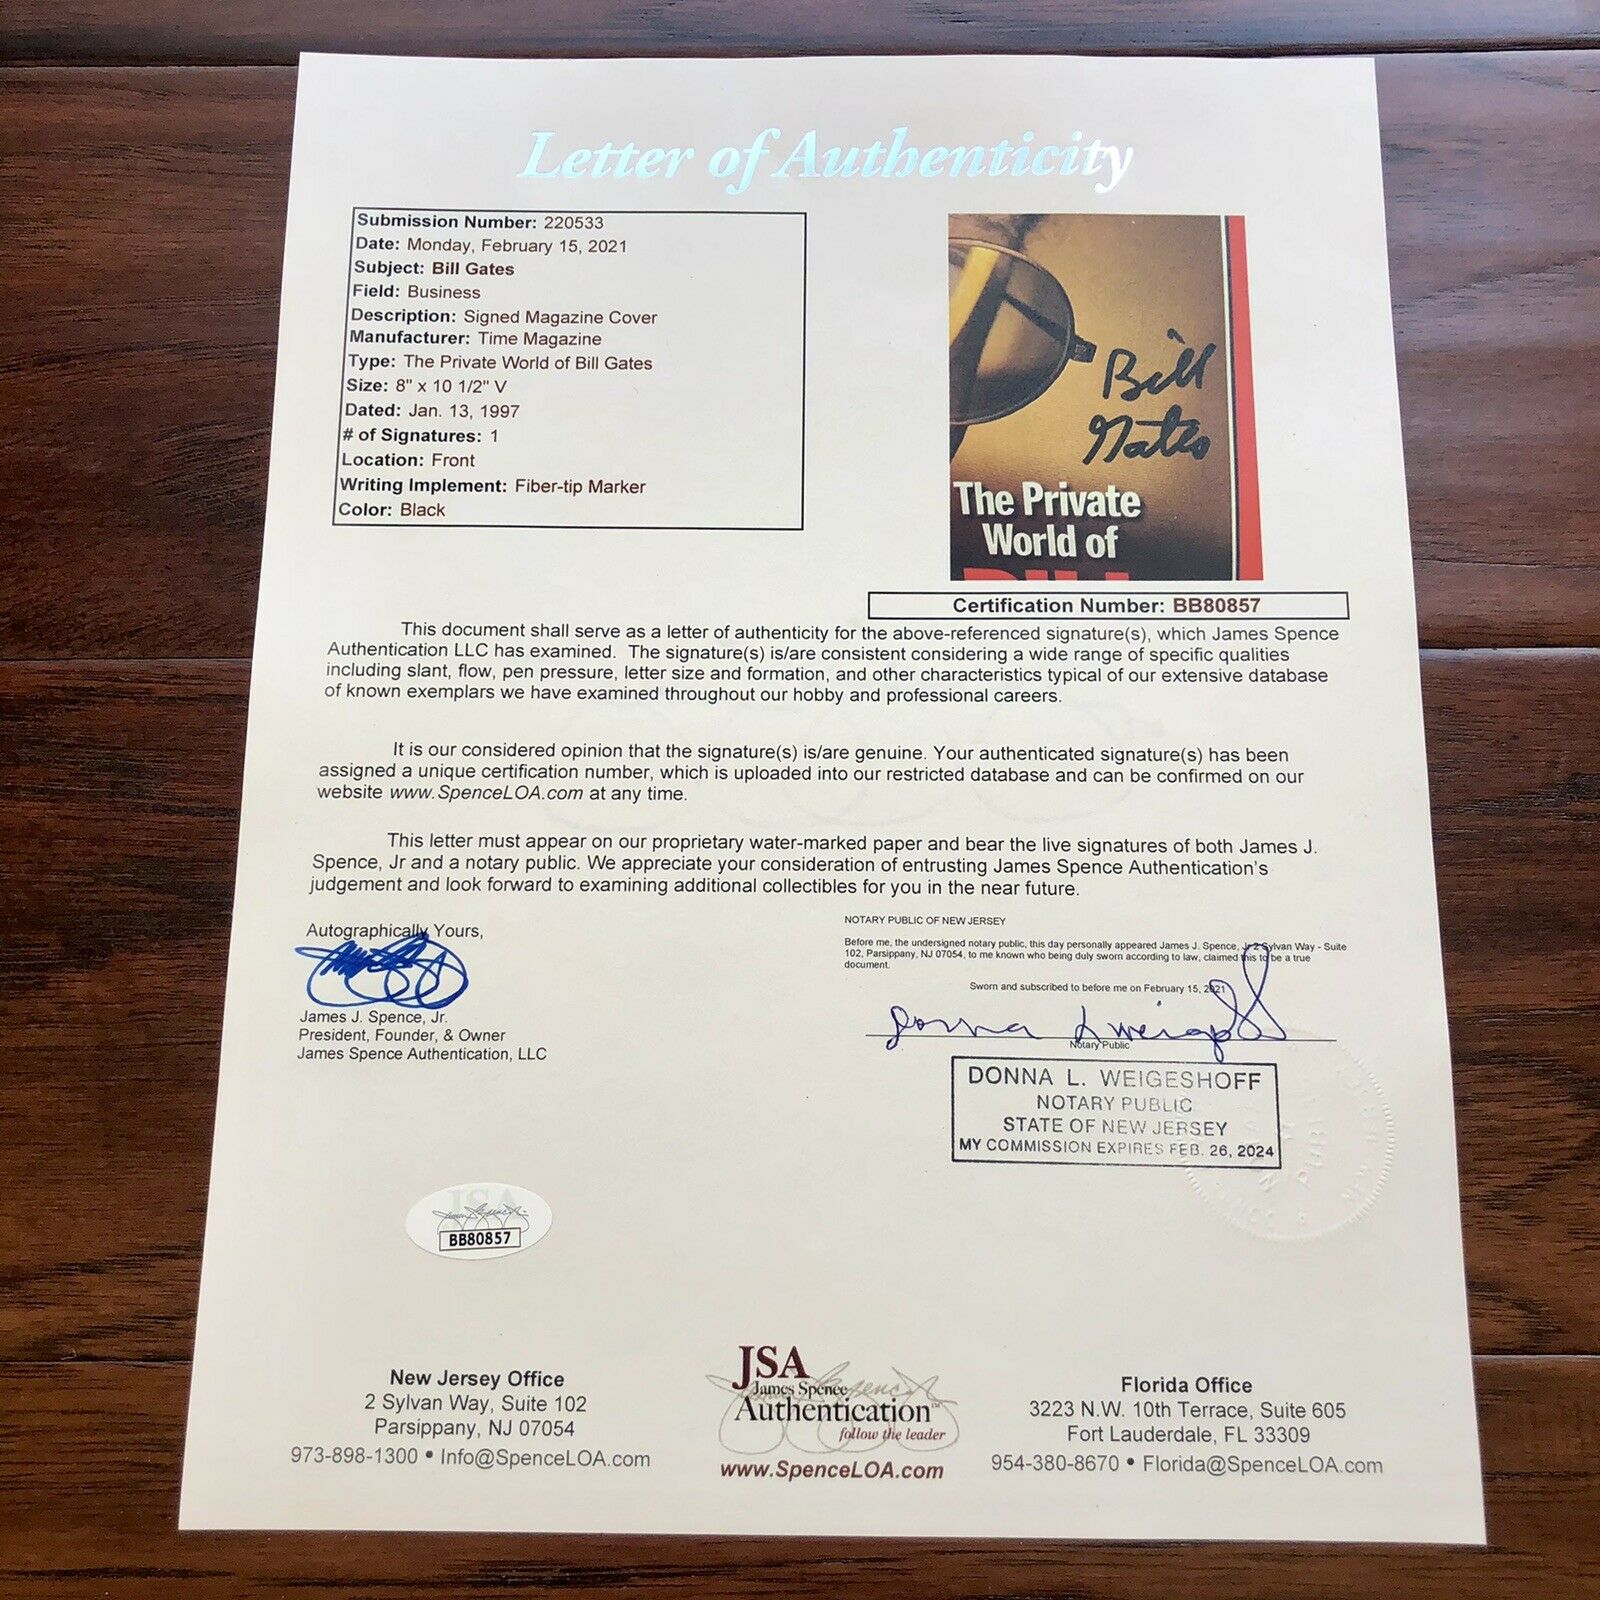 Letter of Authenticity
Submission Number: 220533
Date: Monday, February 15, 2021
Subject: Bill Gates
Field: Business
Description: Signed Magazine Cover
Manufacturer: Time Magazine
Type: The Private World of Bill Gates
Size: 8" x 10 1/2" V
Dated: Jan. 13, 1997
# of Signatures: 1
Location: Front
Writing Implement: Fiber-tip Marker
Color: Black
Bill
Gates
The Private
World of
BILL
Certification Number: BB80857
This document shall serve as a letter of authenticity for the above-referenced signature(s), which James Spence
Authentication LLC has examined. The signature(s) is/are consistent considering a wide range of specific qualities
including slant, flow, pen pressure, letter size and formation, and other characteristics typical of our extensive database
of known exemplars we have examined throughout our hobby and professional careers.
It is our considered opinion that the signature(s) is/are genuine. Your authenticated signature(s) has been
assigned a unique certification number, which is uploaded into our restricted database and can be confirmed on our
website www.SpenceLOA.com at any time.
This letter must appear on our proprietary water-marked paper and bear the live signatures of both James J.
Spence, Jr and a notary public. We appreciate your consideration of entrusting James Spence Authentication's
judgement and look forward to examining additional collectibles for you in the near future.
Autographically Yours,
James J. Spence, Jr.
President, Founder, & Owner
James Spence Authentication, LLC
NOTARY PUBLIC OF NEW JERSEY
Before me, the undersigned notary public, this day personally appeared James J. Spence, Jr 2 Sylvan Way - Suite
102, Parsippany, NJ 07054, to me known who being duly sworn according to law, claimed this to be a true
document.
Sworn and subscribed to before me on February 15, 2021
Notary Public
DONNA L. WEIGESHOFF
NOTARY PUBLIC
STATE OF NEW JERSEY
MY COMMISSION EXPIRES FEB. 26, 2024
JSA
BB80857
New Jersey Office
2 Sylvan Way, Suite 102
Parsippany, NJ 07054
973-898-1300 • Info@SpenceLOA.com
JSA
James Spence
Authentication™
follow the leader
www.SpenceLOA.com
Florida Office
3223 N.W. 10th Terrace, Suite 605
Fort Lauderdale, FL 33309
954-380-8670 • Florida@SpenceLOA.com